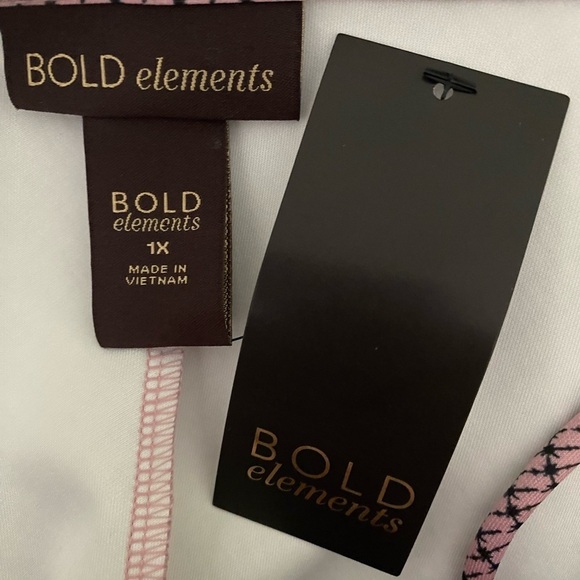 BOLD elements
BOLD
elements
1X
MADE IN
VIETNAM
BOLD
elements